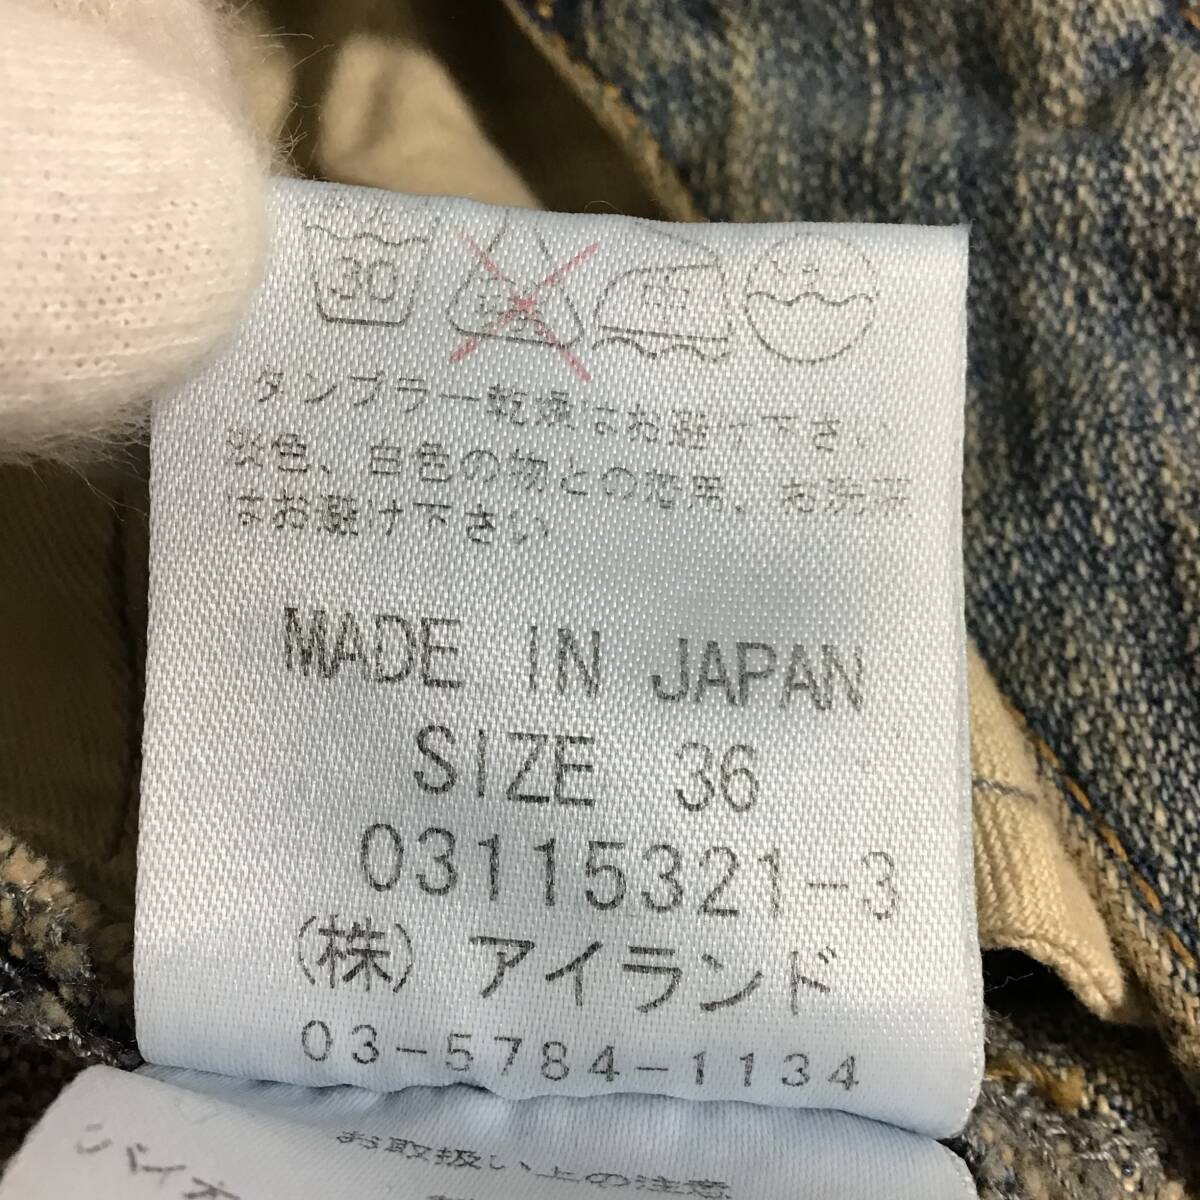 30
タンブラー乾燥はお避け下さい
淡色、白色の物との着用、お洗濯
はお避け下さい
MADE IN JAPAN
SIZE 36
03115321-3
(株)アイランド
03-5784-1134
お取扱い上の注意